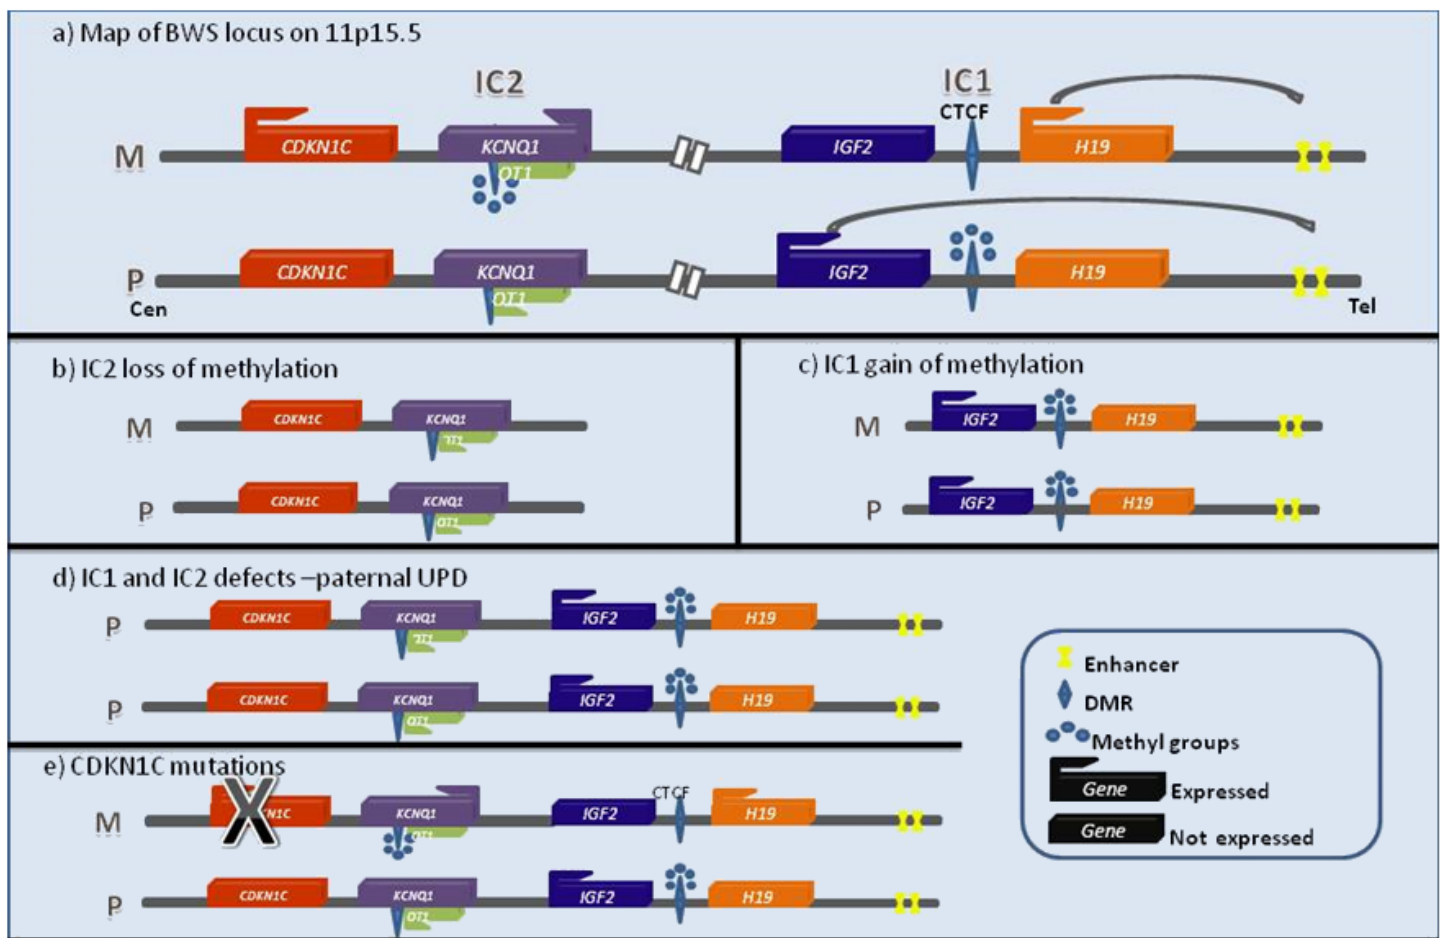 a) Map of BWS locus on 11p15.5
IC2
IC1
CTCF
M
CDKN1C
KCNQ1
OT1
IGF2
H19
P
CDKN1C
KCNQ1
OT1
IGF2
H19
Cen
Tel
b) IC2 loss of methylation
M
CDKN1C
KCNQ1
P
CDKN1C
KCNQ1
OT1
c) IC1 gain of methylation
M
IGF2
H19
P
IGF2
H19
d) IC1 and IC2 defects –paternal UPD
P
CDKN1C
KCNQ1
IGF2
H19
P
CDKN1C
KCNQ1
OT1
IGF2
H19
e) CDKN1C mutations
M
KCNQ1
OT1
IGF2
CTCF
H19
P
CDKN1C
KCNQ1
OT1
IGF2
H19
Enhancer
DMR
Methyl groups
Gene Expressed
Gene Not expressed